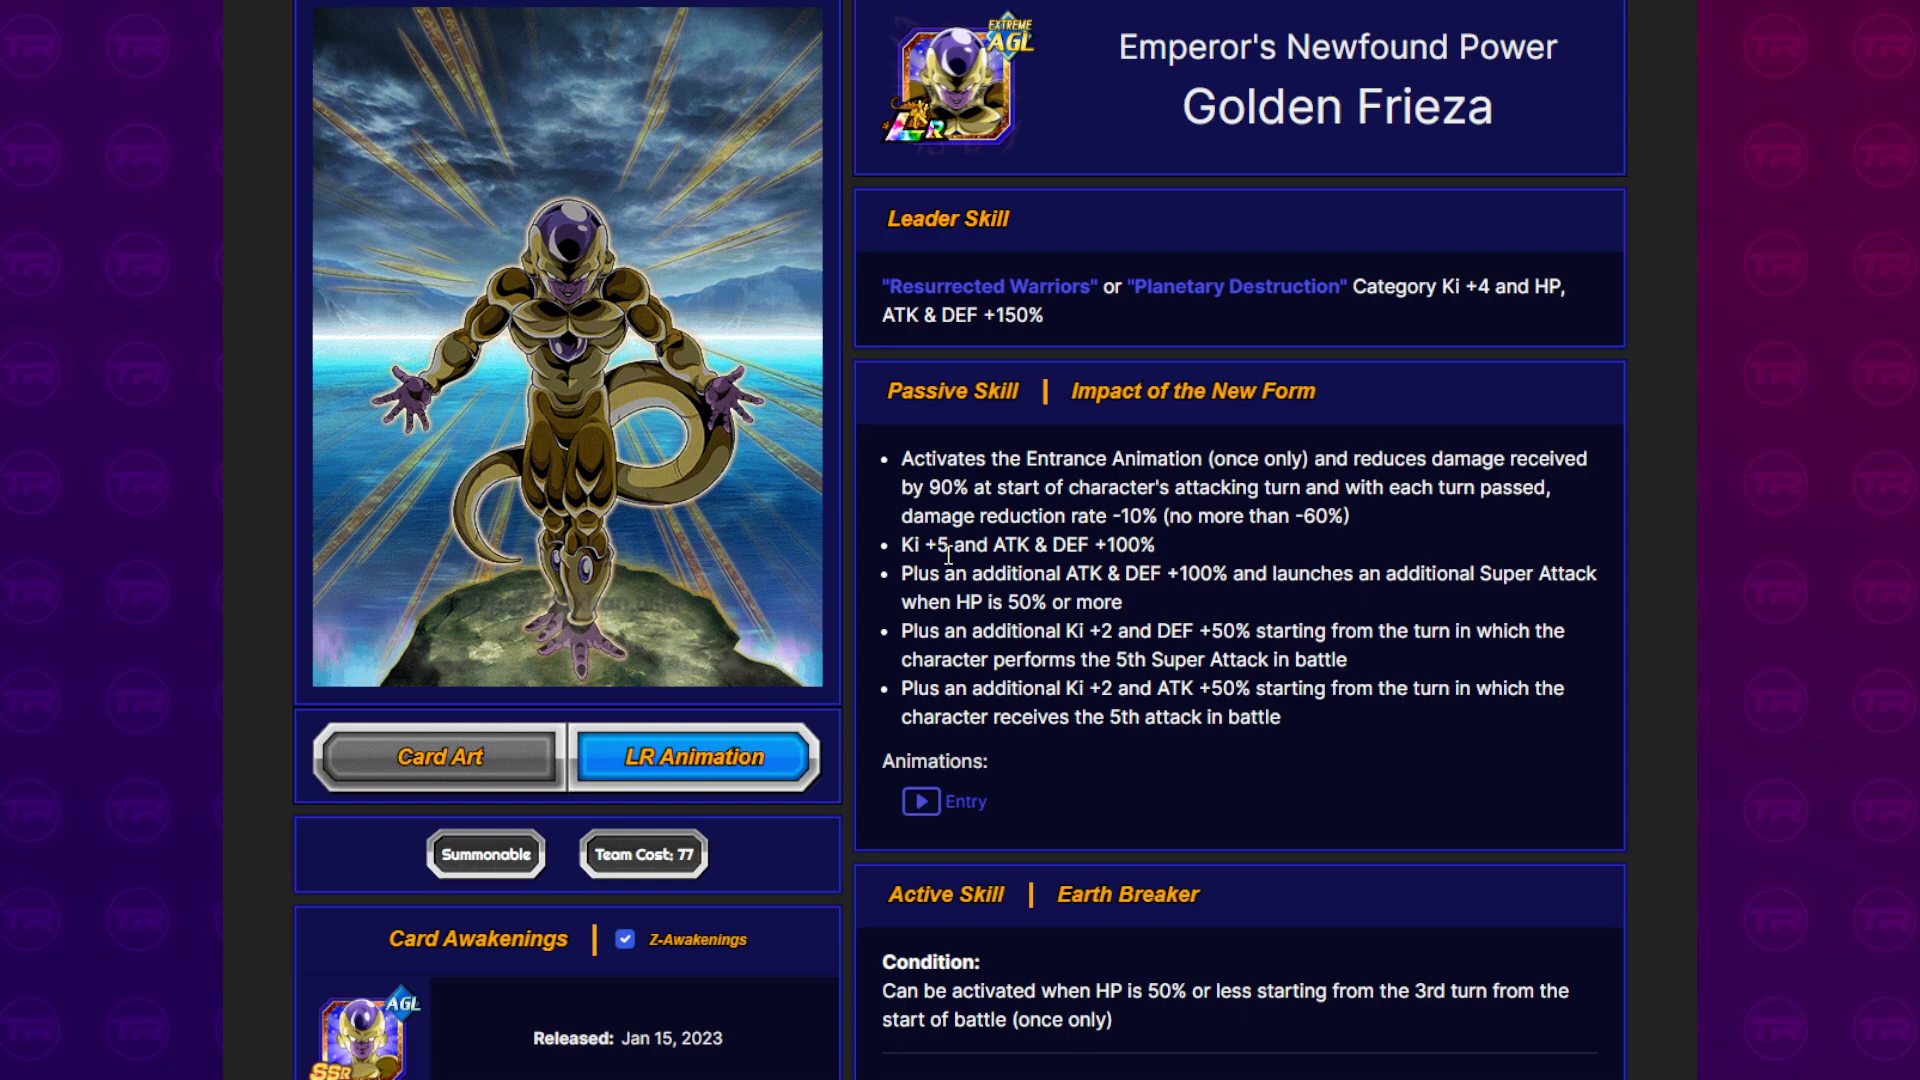 EXTREME
AGL
LR
Emperor's Newfound Power
Golden Frieza
Leader Skill
"Resurrected Warriors" or "Planetary Destruction" Category Ki +4 and HP,
ATK & DEF +150%
Passive Skill | Impact of the New Form
• Activates the Entrance Animation (once only) and reduces damage received
by 90% at start of character's attacking turn and with each turn passed,
damage reduction rate -10% (no more than -60%)
• Ki +5 and ATK & DEF +100%
• Plus an additional ATK & DEF +100% and launches an additional Super Attack
when HP is 50% or more
• Plus an additional Ki +2 and DEF +50% starting from the turn in which the
character performs the 5th Super Attack in battle
• Plus an additional Ki +2 and ATK +50% starting from the turn in which the
character receives the 5th attack in battle
Animations:
Entry
Active Skill | Earth Breaker
Condition:
Can be activated when HP is 50% or less starting from the 3rd turn from the
start of battle (once only)
Card Art
LR Animation
Summonable
Team Cost: 77
Card Awakenings | Z-Awakenings
AGL
SSR
Released: Jan 15, 2023